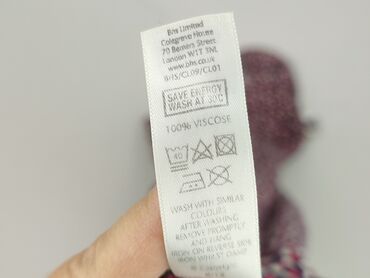 Bhs Limited
Colegrave House
70 Berners Street
London W1T 3NL
www.bhs.co.uk
BHS/CL09/CL01
SAVE ENERGY
WASH AT 30°C
100% VISCOSE
40
WASH WITH SIMILAR
COLOURS
AFTER WASHING
REMOVE PROMPTLY
AND HANG
IRON ON REVERSE SIDE
IRON WHILST DAMP